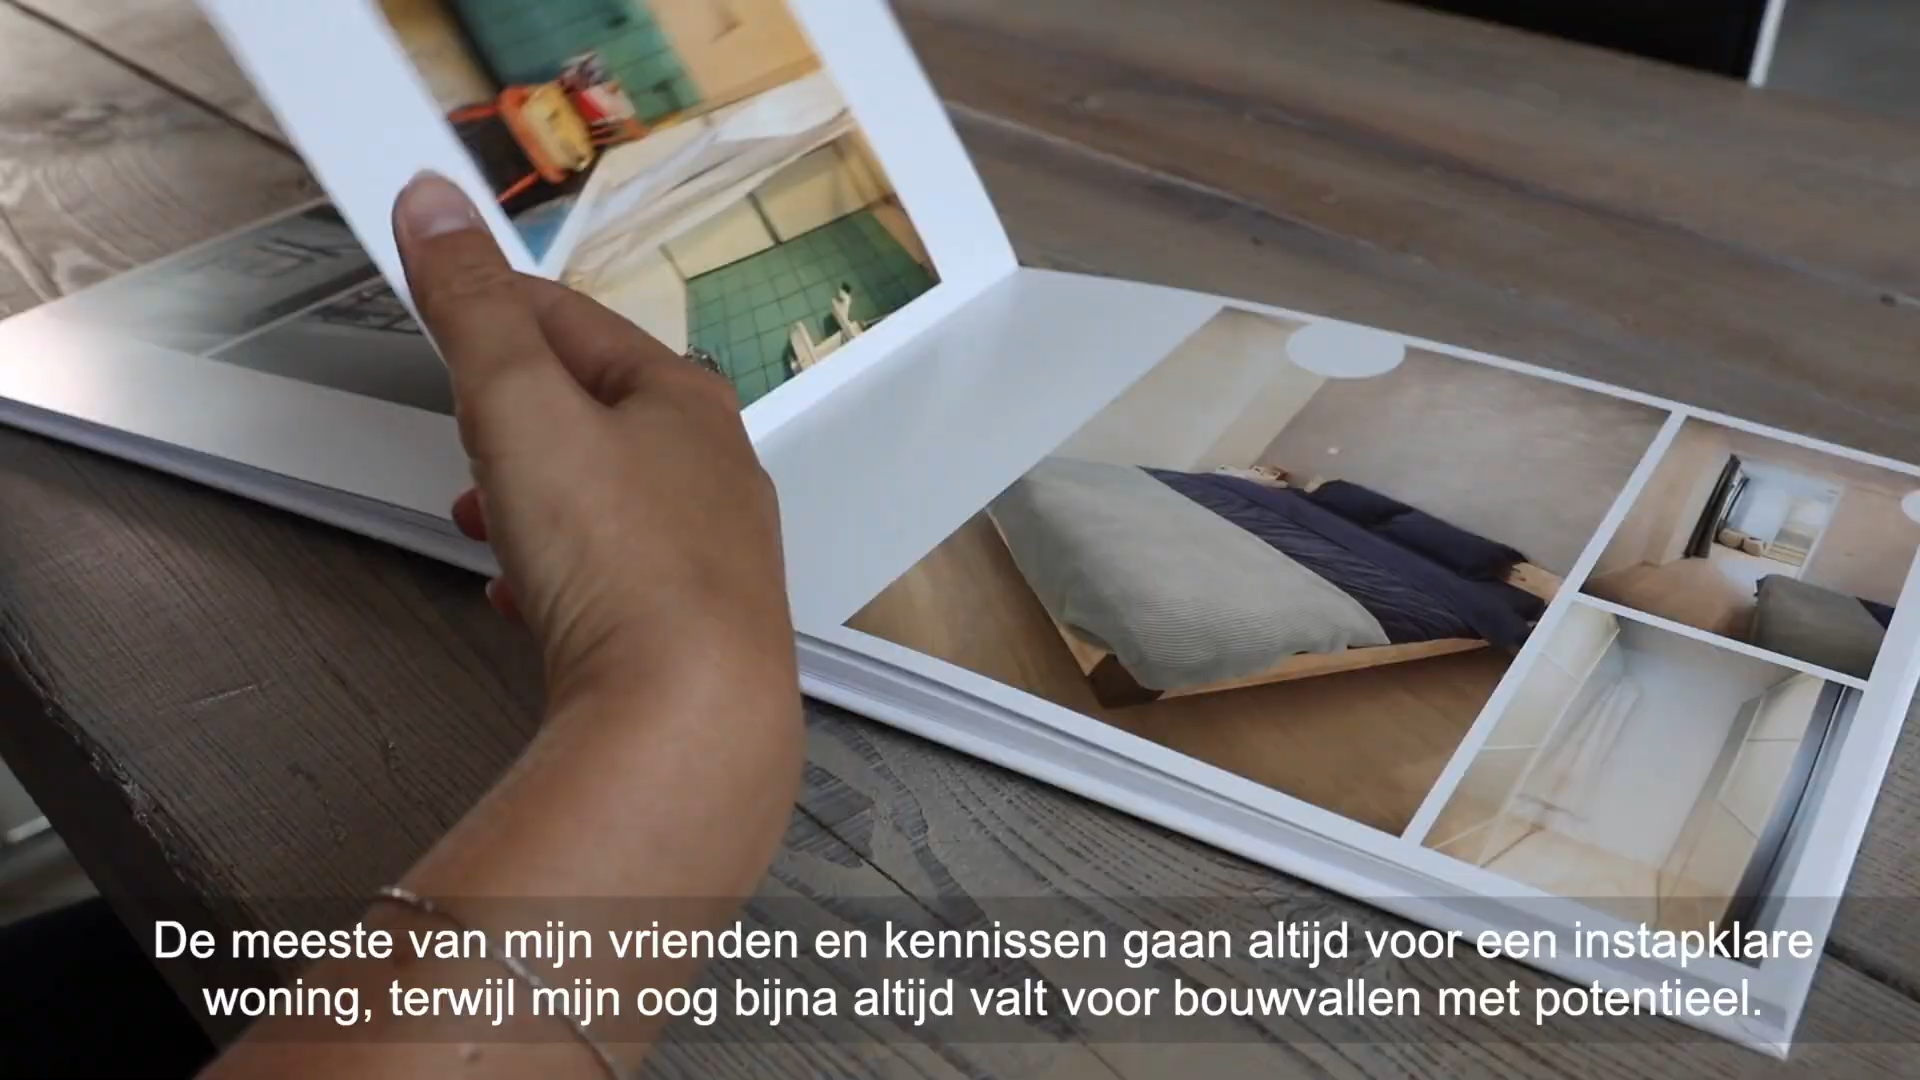 De meeste van mijn vrienden en kennissen gaan altijd voor een instapklare
woning, terwijl mijn oog bijna altijd valt voor bouwvallen met potentieel.